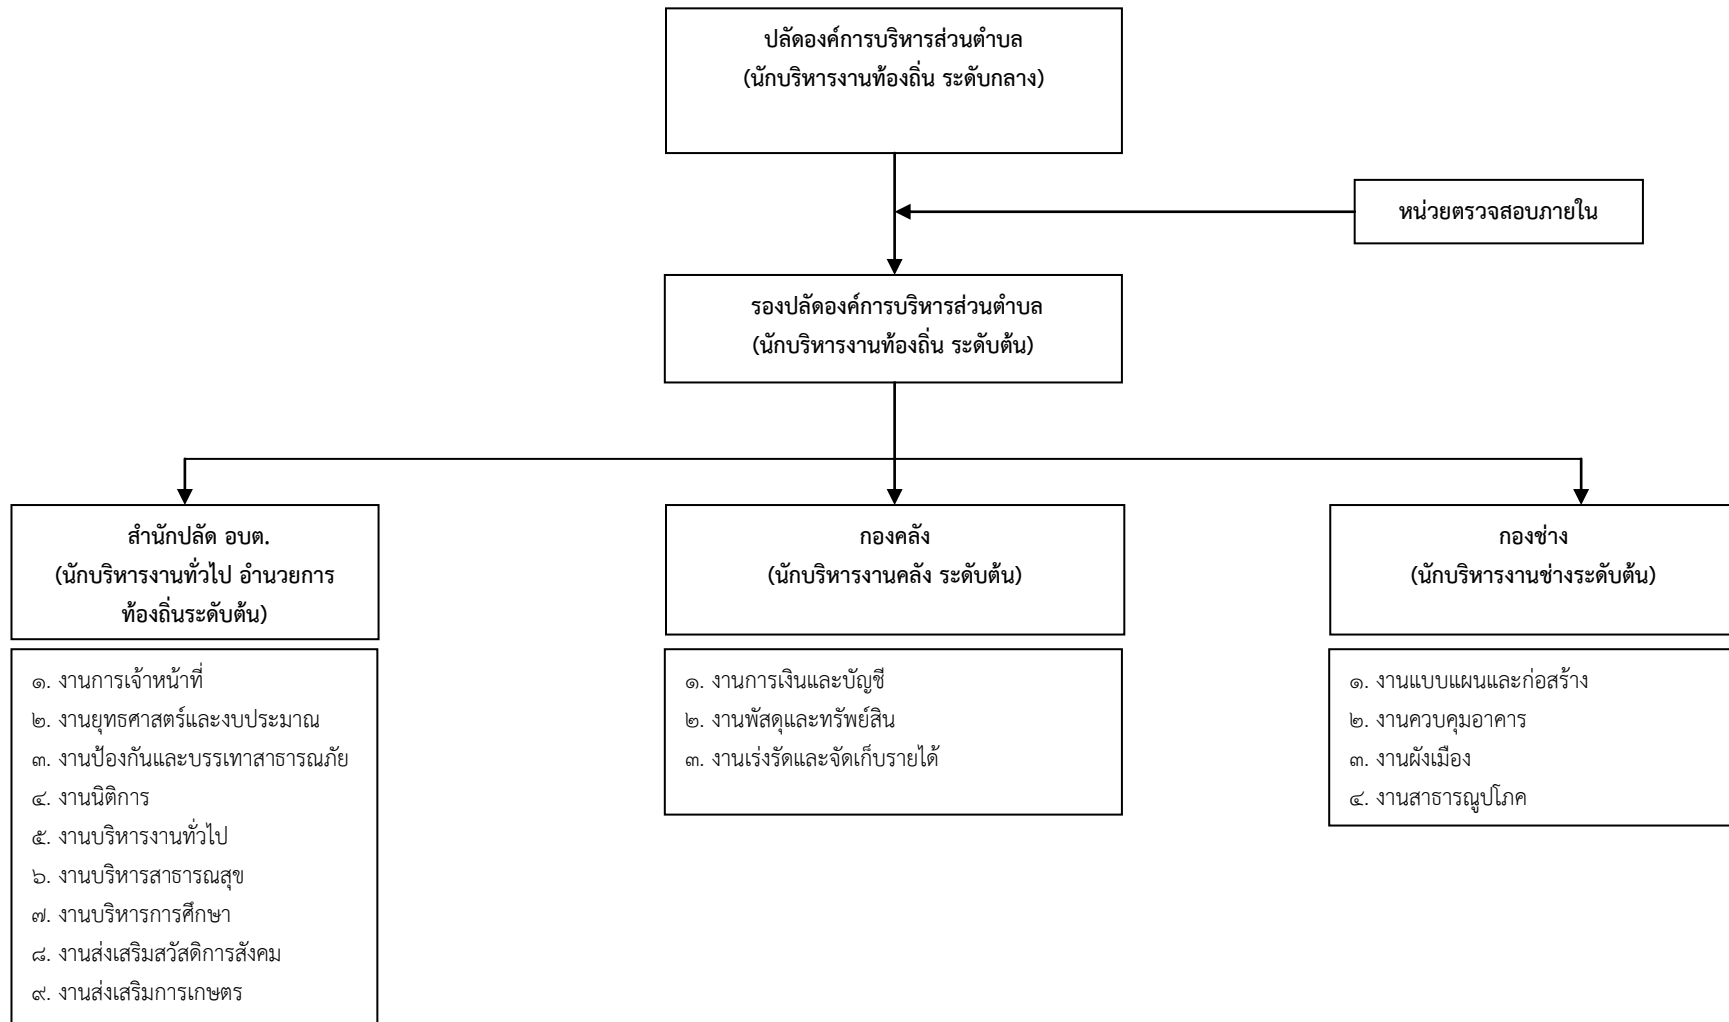 ปลัดองค์การบริหารส่วนตำบล
(นักบริหารงานท้องถิ่น ระดับกลาง)
หน่วยตรวจสอบภายใน
รองปลัดองค์การบริหารส่วนตำบล
(นักบริหารงานท้องถิ่น ระดับต้น)
สำนักปลัด อบต.
(นักบริหารงานทั่วไป อำนวยการ
ท้องถิ่นระดับต้น)
๑. งานการเจ้าหน้าที่
๒. งานยุทธศาสตร์และงบประมาณ
๓. งานป้องกันและบรรเทาสาธารณภัย
๔. งานนิติการ
๕. งานบริหารงานทั่วไป
๖. งานบริหารสาธารณสุข
๗. งานบริหารการศึกษา
๘. งานส่งเสริมสวัสดิการสังคม
๙. งานส่งเสริมการเกษตร
กองคลัง
(นักบริหารงานคลัง ระดับต้น)
๑. งานการเงินและบัญชี
๒. งานพัสดุและทรัพย์สิน
๓. งานเร่งรัดและจัดเก็บรายได้
กองช่าง
(นักบริหารงานช่างระดับต้น)
๑. งานแบบแผนและก่อสร้าง
๒. งานควบคุมอาคาร
๓. งานผังเมือง
๔. งานสาธารณูปโภค